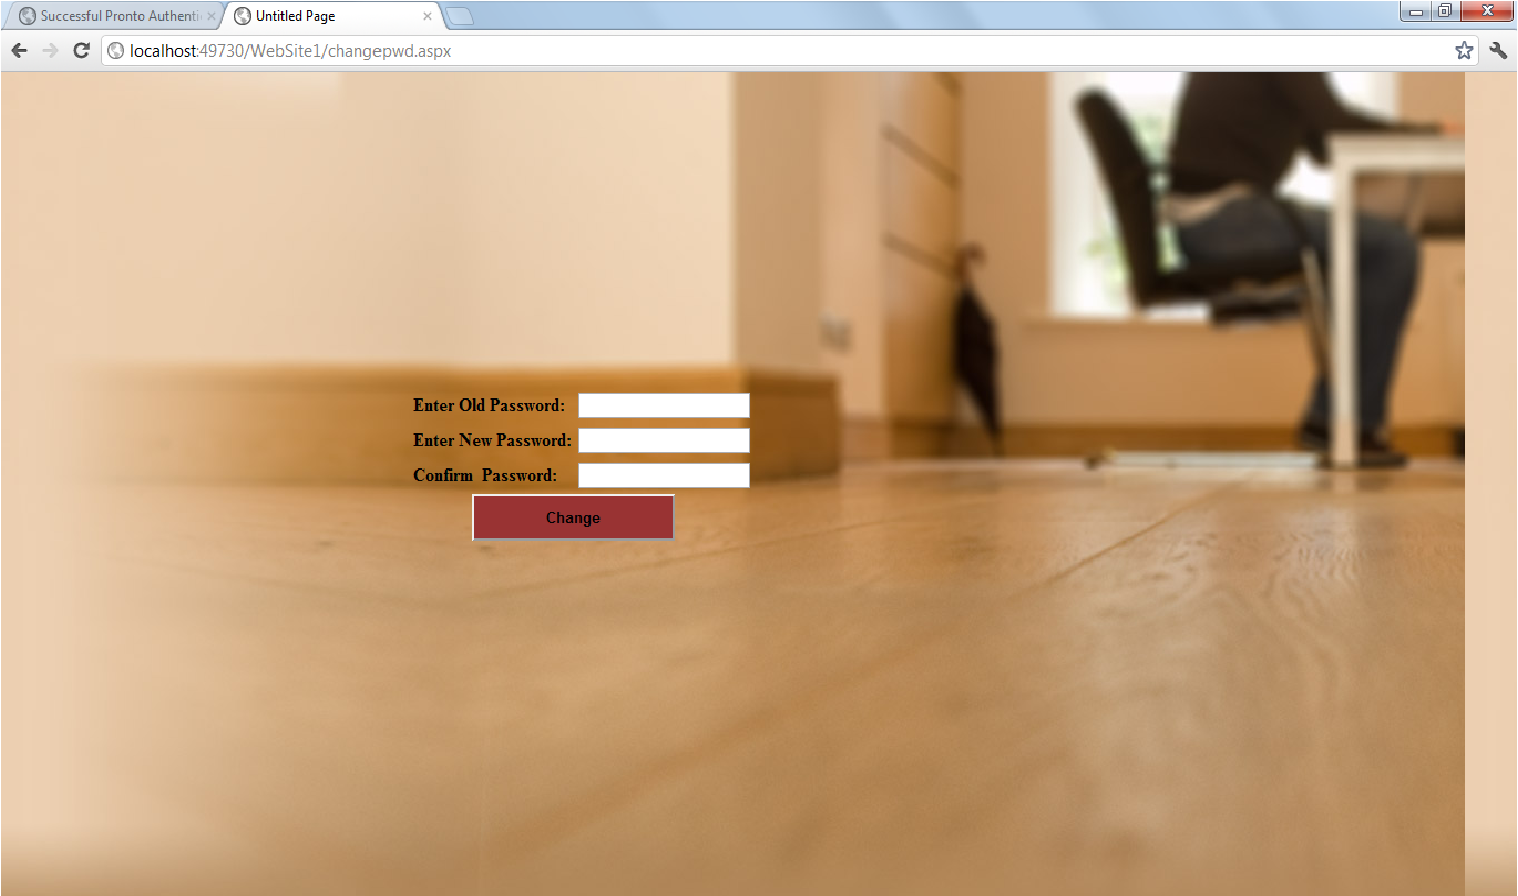 Successful Pronto Authenti
Untitled Page
localhost:49730/WebSite1/changepwd.aspx
Enter Old Password:
Enter New Password:
Confirm Password:
Change